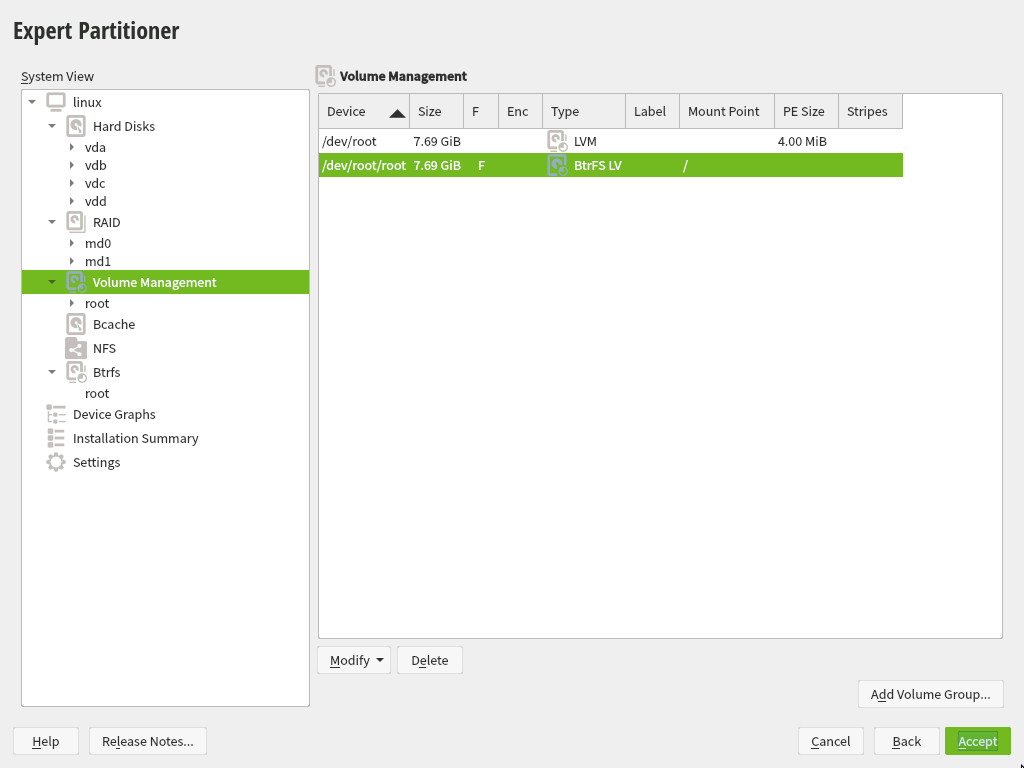 Expert Partitioner
System View
linux
Hard Disks
vda
vdb
vdc
vdd
RAID
md0
md1
Volume Management
root
Bcache
NFS
Btrfs
root
Device Graphs
Installation Summary
Settings
Volume Management
Device Size F Enc Type Label Mount Point PE Size Stripes
/dev/root 7.69 GiB LVM 4.00 MiB
/dev/root/root 7.69 GiB F BtrFS LV /
Modify Delete
Add Volume Group...
Help Release Notes... Cancel Back Accept